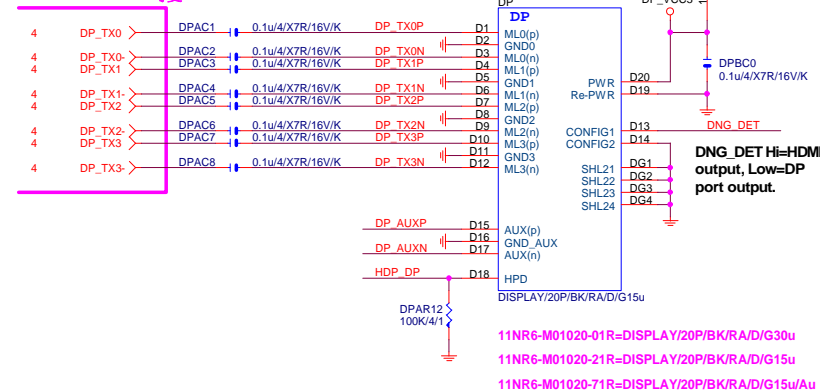 DP
DP_VCC3
DP
4 DP_TX0 DPAC1 0.1u/4/X7R/16V/K DP_TX0P D1 ML0(p)
D2 GND0
4 DP_TX0- DPAC2 0.1u/4/X7R/16V/K DP_TX0N D3 ML0(n)
4 DP_TX1 DPAC3 0.1u/4/X7R/16V/K DP_TX1P D4 ML1(p)
D5 GND1
4 DP_TX1- DPAC4 0.1u/4/X7R/16V/K DP_TX1N D6 ML1(n)
4 DP_TX2 DPAC5 0.1u/4/X7R/16V/K DP_TX2P D7 ML2(p)
D8 GND2
4 DP_TX2- DPAC6 0.1u/4/X7R/16V/K DP_TX2N D9 ML2(n)
4 DP_TX3 DPAC7 0.1u/4/X7R/16V/K DP_TX3P D10 ML3(p)
D11 GND3
4 DP_TX3- DPAC8 0.1u/4/X7R/16V/K DP_TX3N D12 ML3(n)
DPBC0
0.1u/4/X7R/16V/K
PWR D20
Re-PWR D19
CONFIG1 D13 DNG_DET
CONFIG2 D14
SHL21 DG1
SHL22 DG2
SHL23 DG3
SHL24 DG4
DNG_DET Hi=HDMI
output, Low=DP
port output.
DP_AUXP D15 AUX(p)
D16 GND_AUX
DP_AUXN D17 AUX(n)
HDP_DP D18 HPD
DISPLAY/20P/BK/RA/D/G15u
DPAR12
100K/4/1
11NR6-M01020-01R=DISPLAY/20P/BK/RA/D/G30u
11NR6-M01020-21R=DISPLAY/20P/BK/RA/D/G15u
11NR6-M01020-71R=DISPLAY/20P/BK/RA/D/G15u/Au